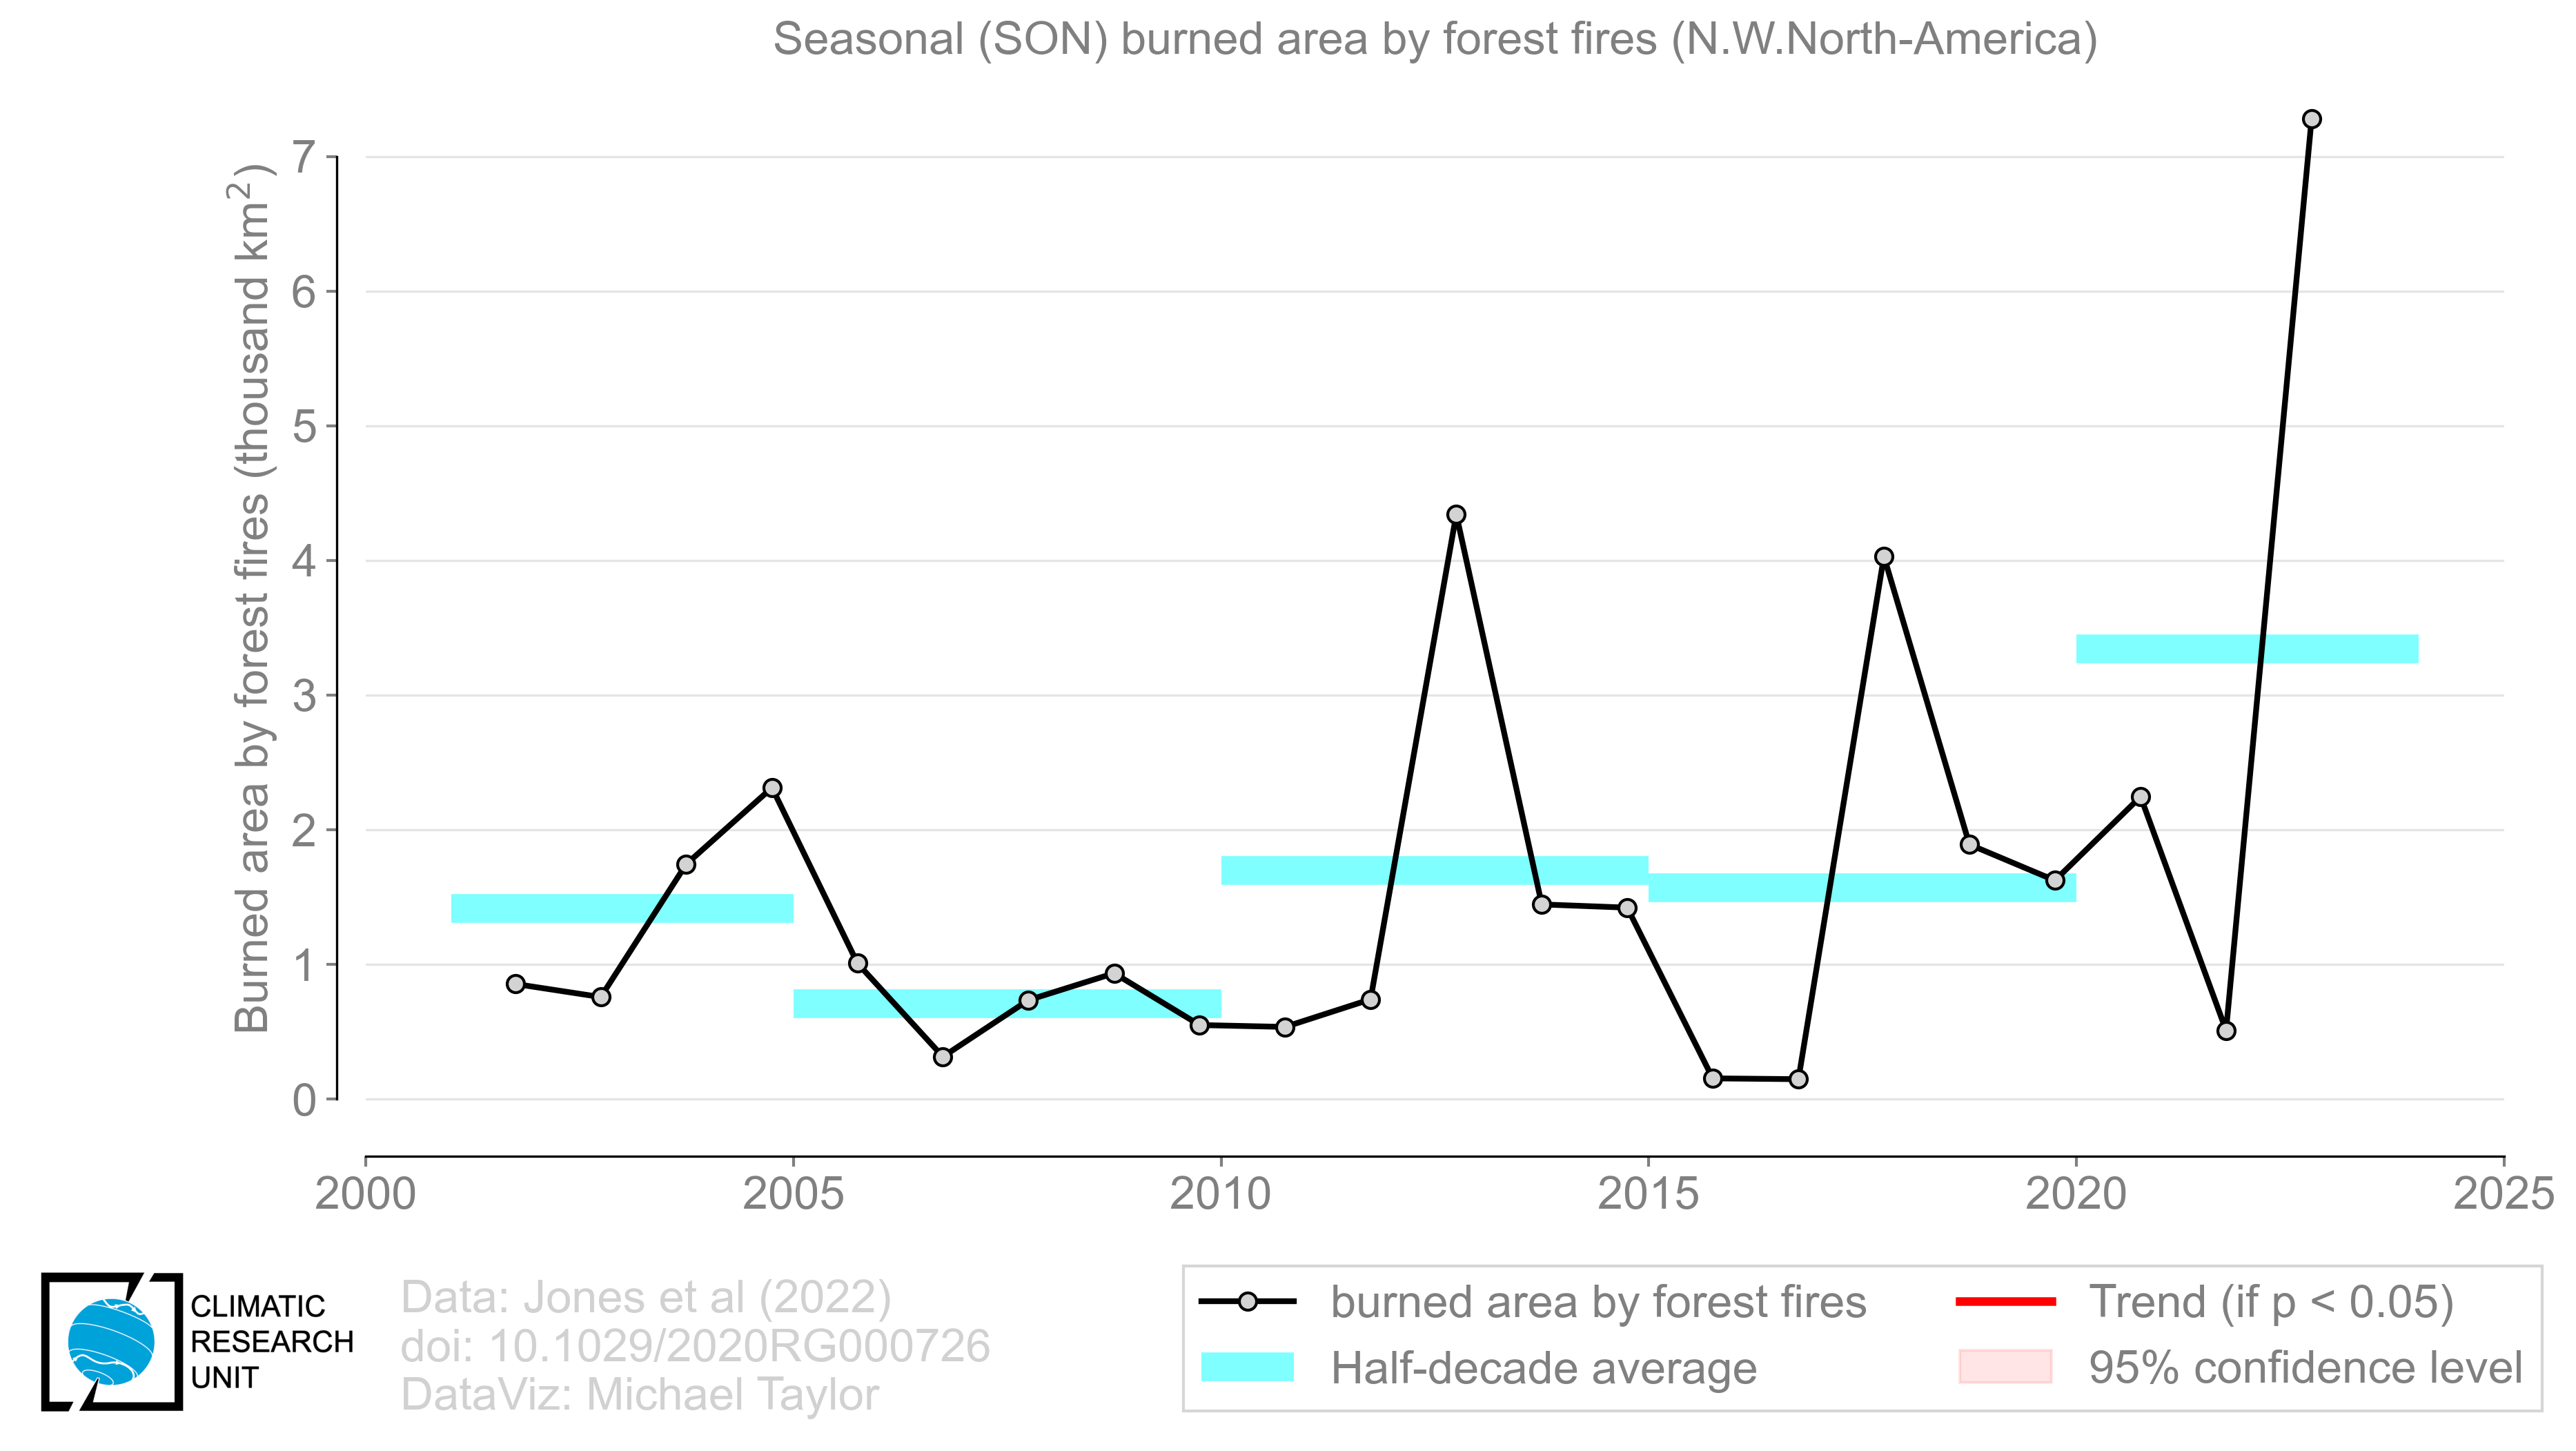 Seasonal (SON) burned area by forest fires (N.W.North-America)
Burned area by forest fires (thousand km²)
7
6
5
4
3
2
1
0
2000
2005
2010
2015
2020
2025
CLIMATIC
RESEARCH
UNIT
Data: Jones et al (2022)
doi: 10.1029/2020RG000726
DataViz: Michael Taylor
burned area by forest fires
Half-decade average
Trend (if p < 0.05)
95% confidence level